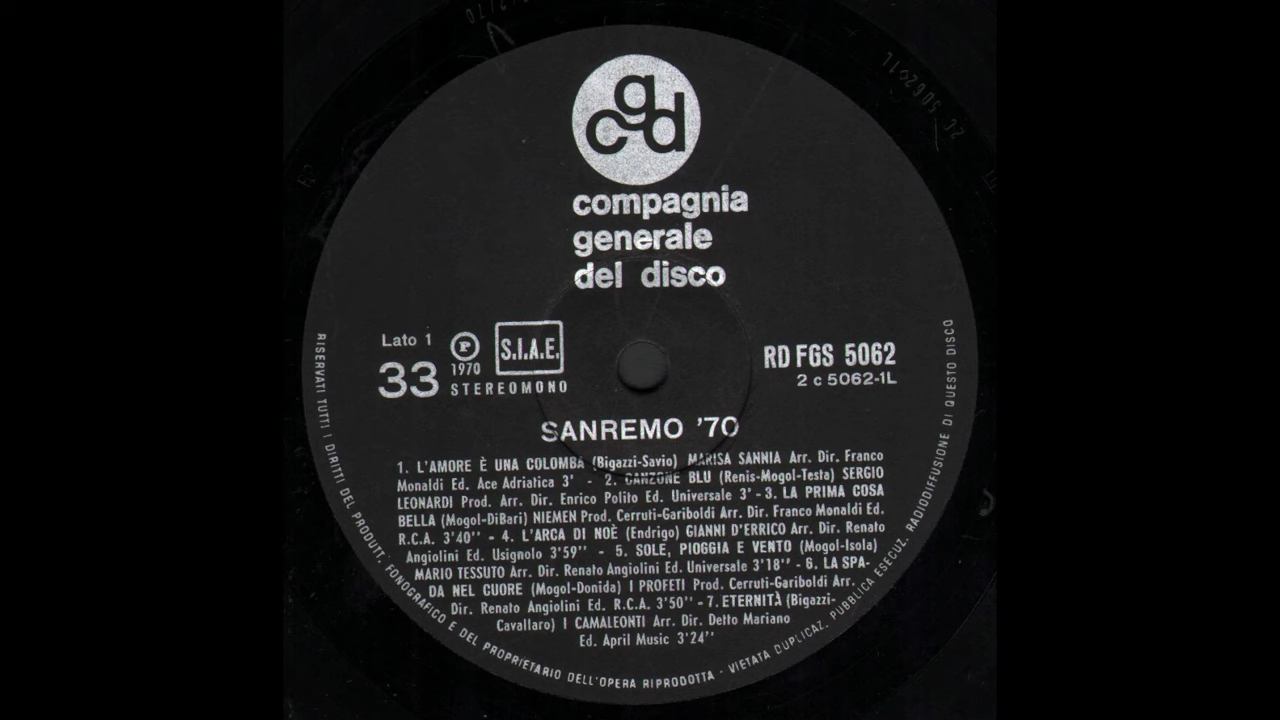 cgd
compagnia
generale
del disco
Lato 1
33
P
1970
S.I.A.E.
STEREOMONO
RD FGS 5062
2 c 5062-1L
SANREMO '70
1. L'AMORE È UNA COLOMBA (Bigazzi-Savio) MARISA SANNIA Arr. Dir. Franco
Monaldi Ed. Ace Adriatica 3' - 2. CANZONE BLU (Renis-Mogol-Testa) SERGIO
LEONARDI Prod. Arr. Dir. Enrico Polito Ed. Universale 3' - 3. LA PRIMA COSA
BELLA (Mogol-DiBari) NIEMEN Prod. Cerruti-Gariboldi Arr. Dir. Franco Monaldi Ed.
R.C.A. 3'40'' - 4. L'ARCA DI NOÈ (Endrigo) GIANNI D'ERRICO Arr. Dir. Renato
Angiolini Ed. Usignolo 3'59'' - 5. SOLE, PIOGGIA E VENTO (Mogol-Isola)
MARIO TESSUTO Arr. Dir. Renato Angiolini Ed. Universale 3'18'' - 6. LA SPA-
DA NEL CUORE (Mogol-Donida) I PROFETI Prod. Cerruti-Gariboldi Arr.
Dir. Renato Angiolini Ed. R.C.A. 3'50'' - 7. ETERNITÀ (Bigazzi-
Cavallaro) I CAMALEONTI Arr. Dir. Detto Mariano
Ed. April Music 3'24''
RISERVATI TUTTI I DIRITTI DEL PRODUTT. FONOGRAFICO E DEL PROPRIETARIO DELL'OPERA RIPRODOTTA - VIETATA DUPLICAZ. PUBBLICA ESECUZ. RADIODIFFUSIONE DI QUESTO DISCO
2C 5062 1L